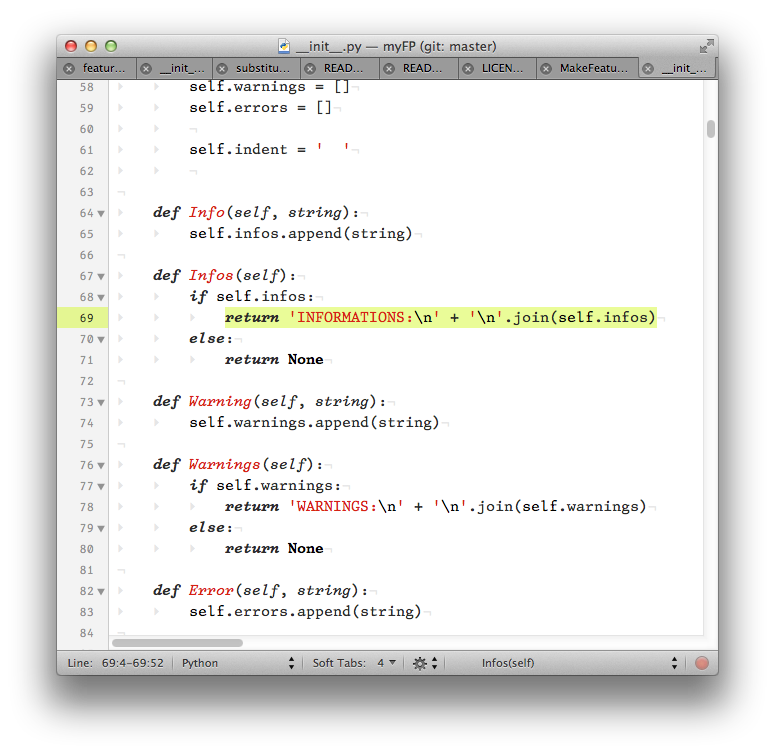 __init__.py — myFP (git: master)
featur... __init_... substitu... READ... READ... LICEN... MakeFeatu... __init_...
58 self.warnings = []
59 self.errors = []
60
61 self.indent = '  '
62
63
64 def Info(self, string):
65 self.infos.append(string)
66
67 def Infos(self):
68 if self.infos:
69 return 'INFORMATIONS:\n' + '\n'.join(self.infos)
70 else:
71 return None
72
73 def Warning(self, string):
74 self.warnings.append(string)
75
76 def Warnings(self):
77 if self.warnings:
78 return 'WARNINGS:\n' + '\n'.join(self.warnings)
79 else:
80 return None
81
82 def Error(self, string):
83 self.errors.append(string)
84
Line: 69:4–69:52 Python Soft Tabs: 4 Infos(self)